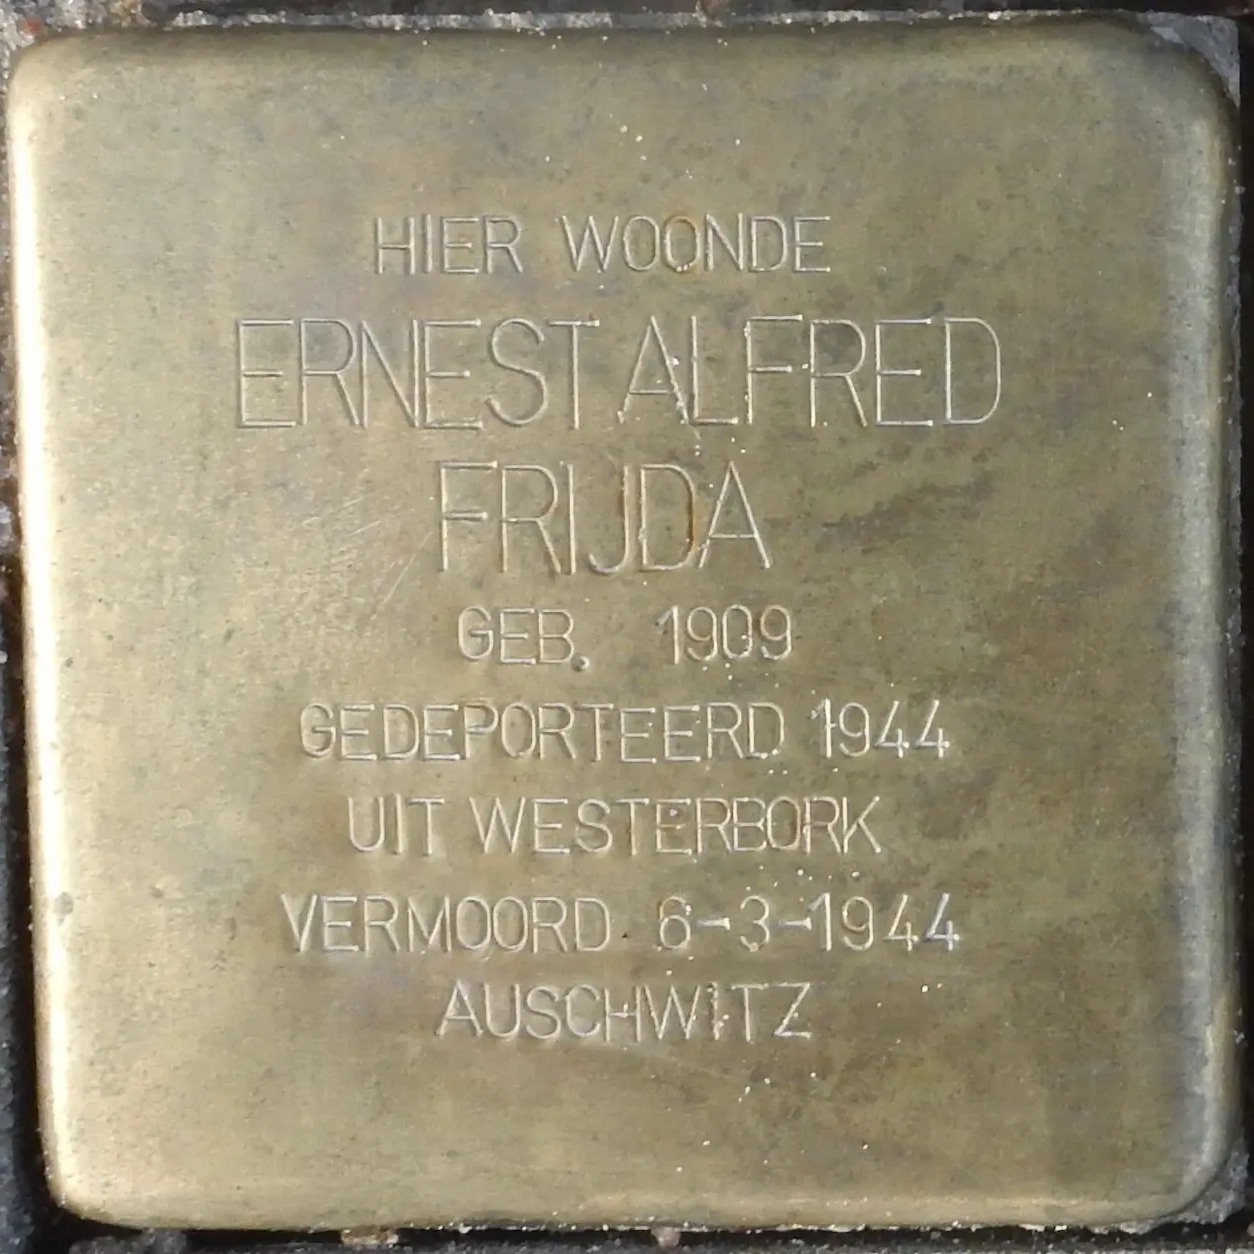 HIER WOONDE
ERNEST ALFRED
FRIJDA
GEB. 1909
GEDEPORTEERD 1944
UIT WESTERBORK
VERMOORD 6-3-1944
AUSCHWITZ